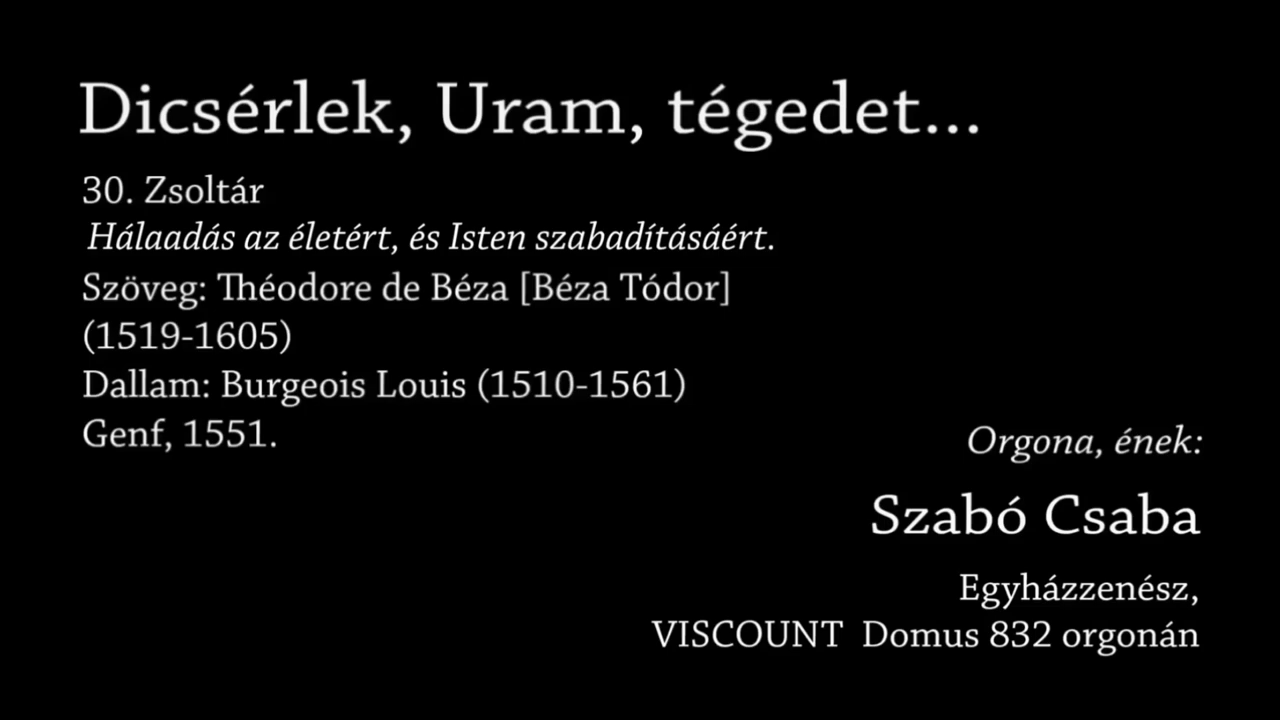 Dicsérlek, Uram, tégedet...
30. Zsoltár
Hálaadás az életért, és Isten szabadításáért.
Szöveg: Théodore de Béza [Béza Tódor]
(1519-1605)
Dallam: Burgeois Louis (1510-1561)
Genf, 1551.
Orgona, ének:
Szabó Csaba
Egyházzenész,
VISCOUNT Domus 832 orgonán